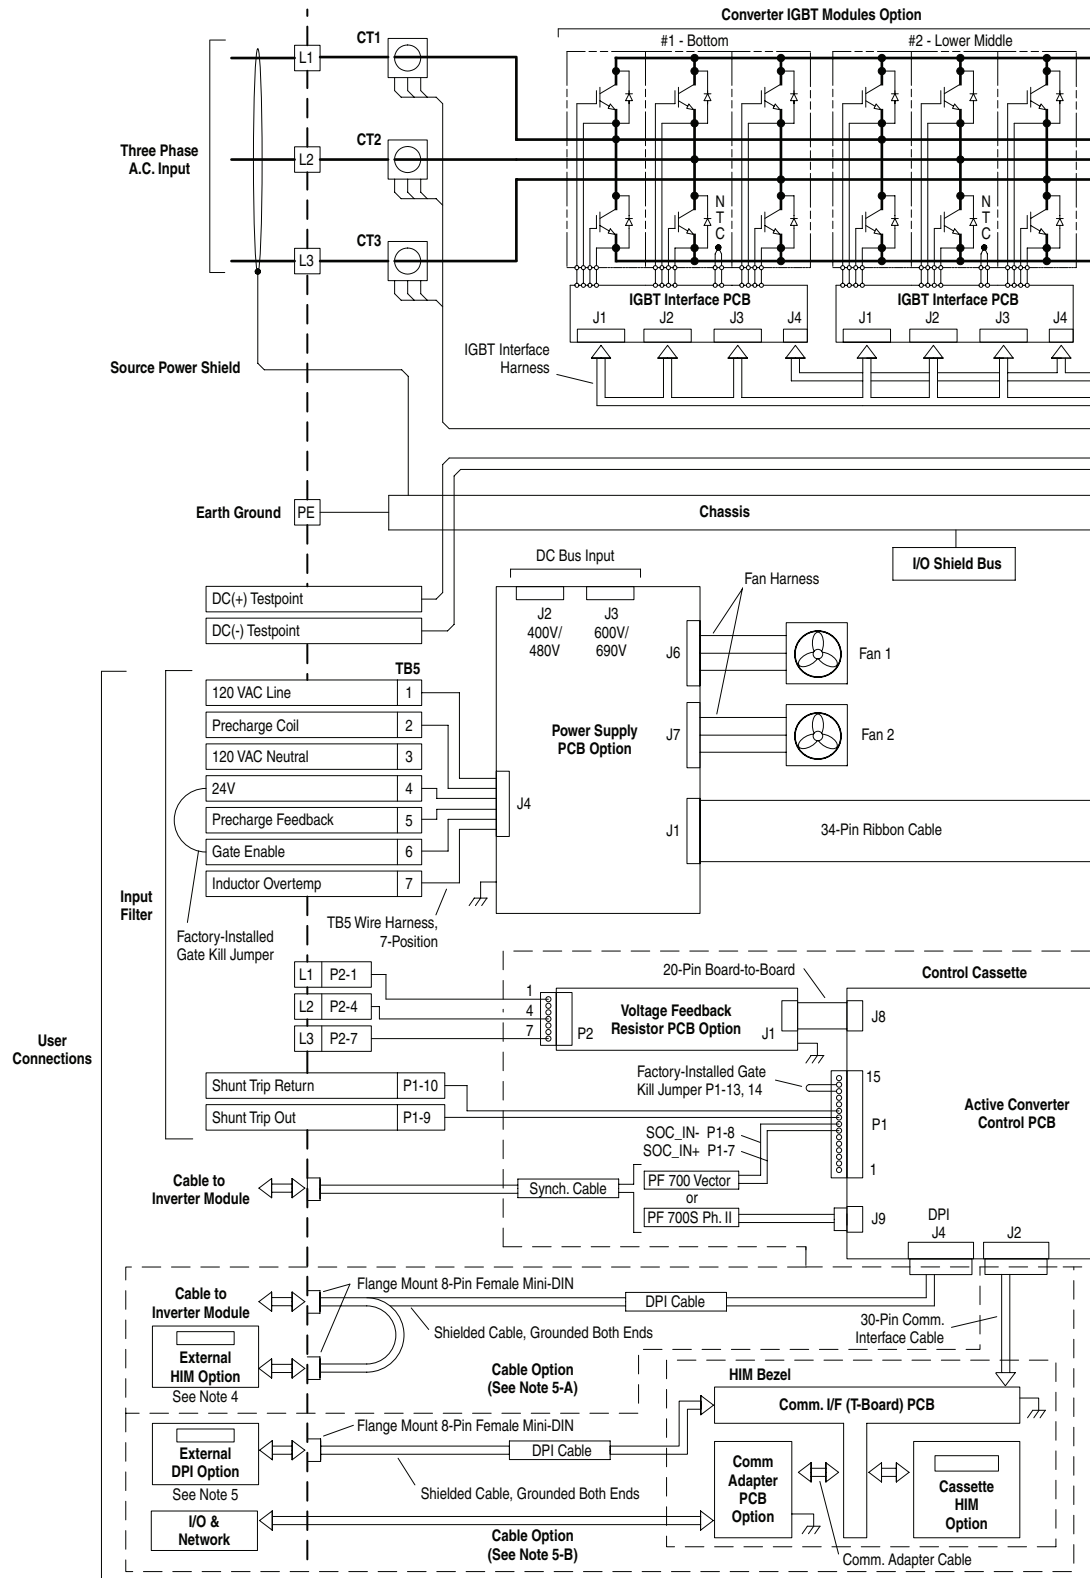 Converter IGBT Modules Option
#1 - Bottom
#2 - Lower Middle
CT1
L1
CT2
L2
Three Phase
A.C. Input
CT3
L3
N
T
C
N
T
C
IGBT Interface PCB
J1
J2
J3
J4
IGBT Interface PCB
J1
J2
J3
J4
IGBT Interface
Harness
Source Power Shield
Earth Ground
PE
Chassis
I/O Shield Bus
DC Bus Input
J2
400V/
480V
J3
600V/
690V
Fan Harness
DC(+) Testpoint
DC(-) Testpoint
J6
Fan 1
J7
Fan 2
Power Supply
PCB Option
J4
J1
34-Pin Ribbon Cable
TB5
120 VAC Line
1
Precharge Coil
2
120 VAC Neutral
3
24V
4
Precharge Feedback
5
Gate Enable
6
Inductor Overtemp
7
Input
Filter
Factory-Installed
Gate Kill Jumper
TB5 Wire Harness,
7-Position
User
Connections
L1
P2-1
L2
P2-4
L3
P2-7
20-Pin Board-to-Board
Control Cassette
1
4
7
P2
Voltage Feedback
Resistor PCB Option
J1
J8
Shunt Trip Return
P1-10
Shunt Trip Out
P1-9
Factory-Installed Gate
Kill Jumper P1-13, 14
15
P1
1
Active Converter
Control PCB
SOC_IN- P1-8
SOC_IN+ P1-7
Cable to
Inverter Module
Synch. Cable
PF 700 Vector
or
PF 700S Ph. II
J9
DPI
J4
J2
Cable to
Inverter Module
Flange Mount 8-Pin Female Mini-DIN
DPI Cable
Shielded Cable, Grounded Both Ends
30-Pin Comm.
Interface Cable
External
HIM Option
See Note 4
Cable Option
(See Note 5-A)
HIM Bezel
Comm. I/F (T-Board) PCB
Flange Mount 8-Pin Female Mini-DIN
External
DPI Option
See Note 5
DPI Cable
Shielded Cable, Grounded Both Ends
Comm
Adapter
PCB
Option
Cassette
HIM
Option
I/O &
Network
Cable Option
(See Note 5-B)
Comm. Adapter Cable